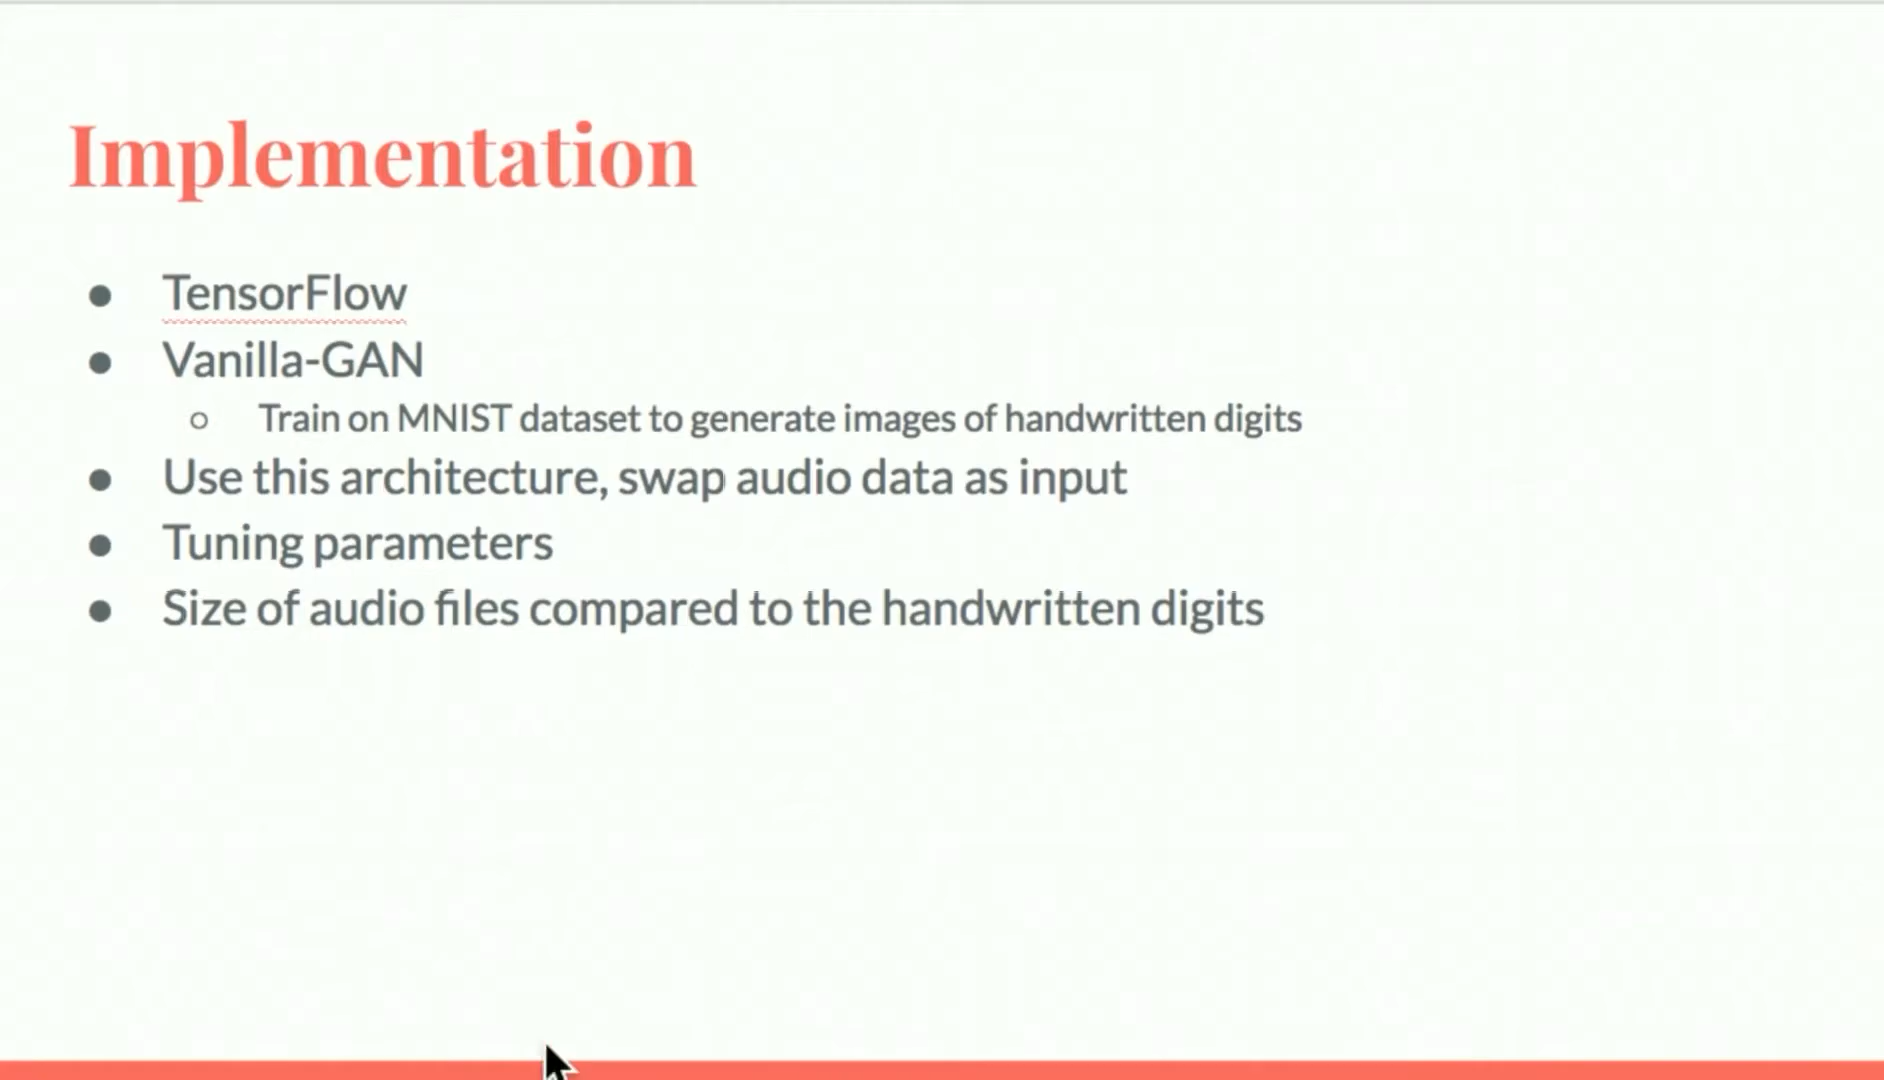 Implementation
TensorFlow
Vanilla-GAN
Train on MNIST dataset to generate images of handwritten digits
Use this architecture, swap audio data as input
Tuning parameters
Size of audio files compared to the handwritten digits